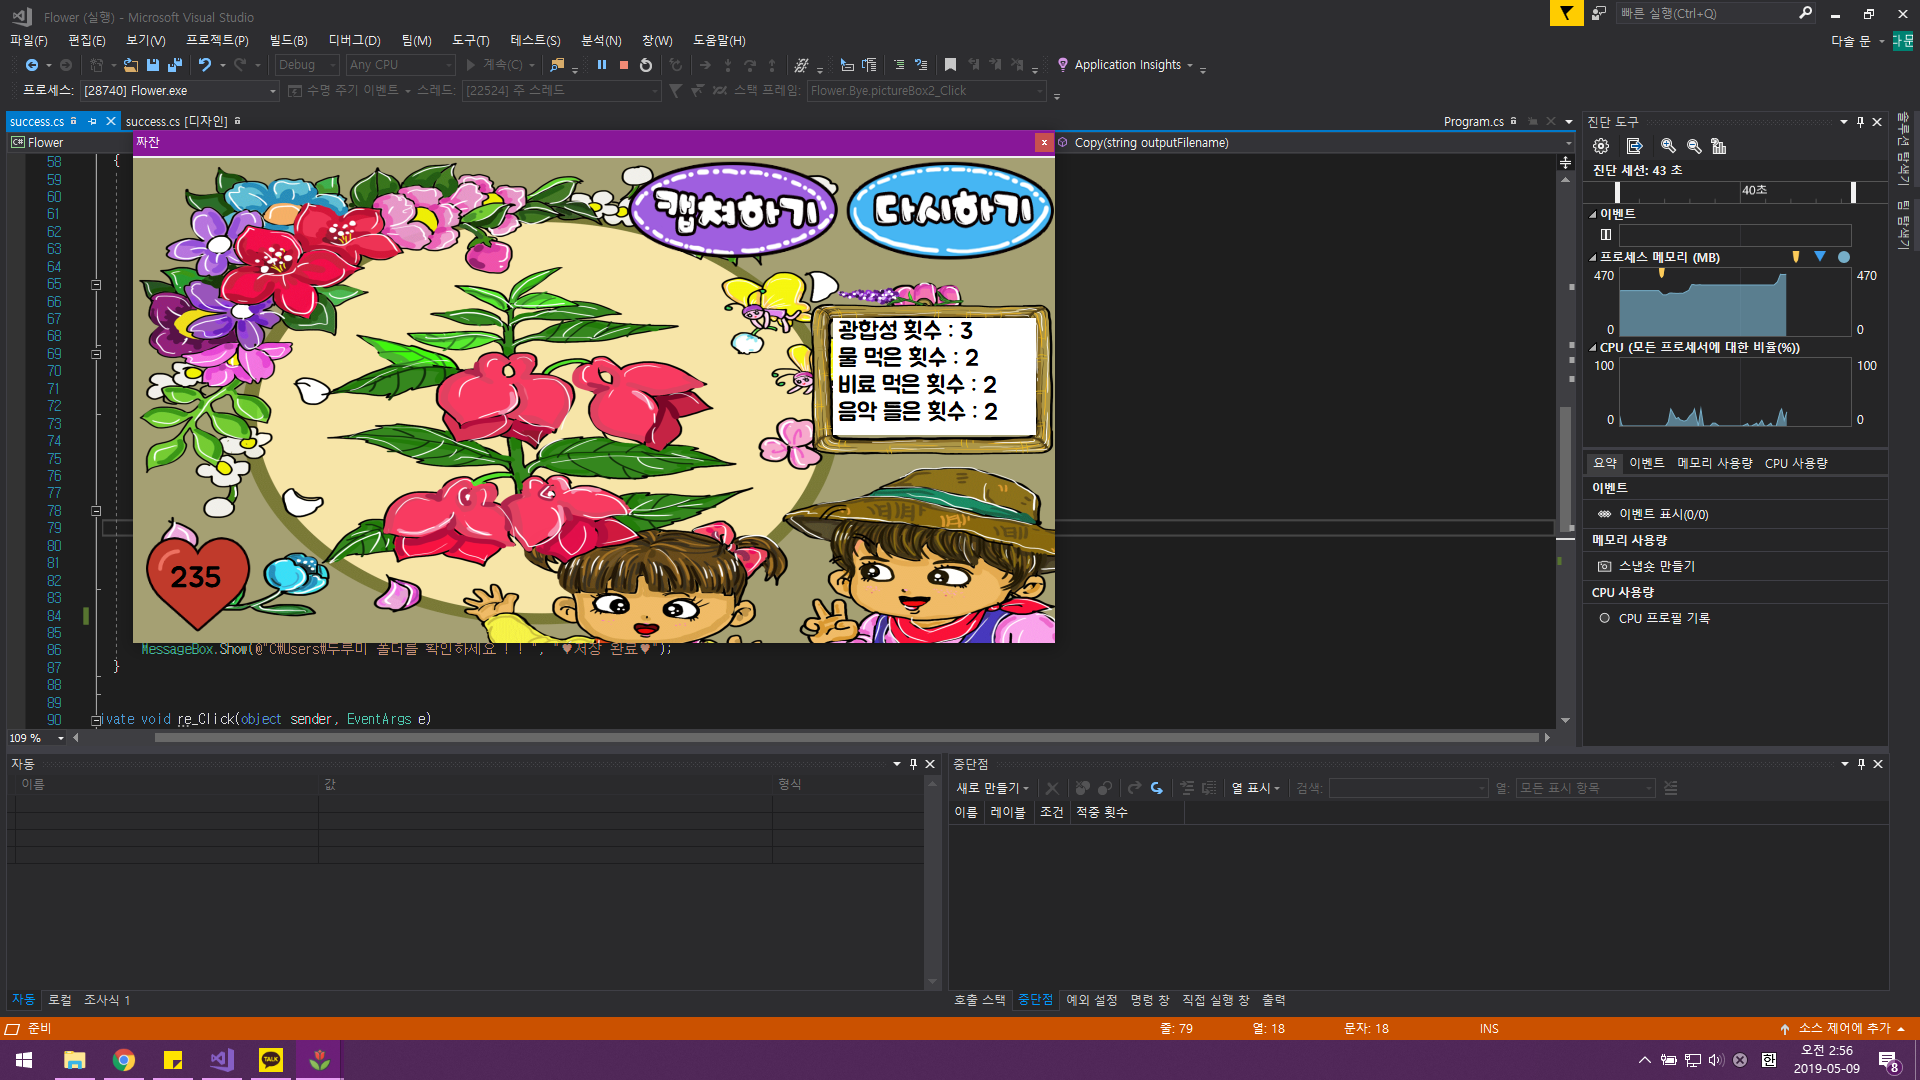 Flower (실행) - Microsoft Visual Studio
빠른 실행(Ctrl+Q)
파일(F) 편집(E) 보기(V) 프로젝트(P) 빌드(B) 디버그(D) 팀(M) 도구(T) 테스트(S) 분석(N) 창(W) 도움말(H)
다솔 문
다문
Debug Any CPU 계속(C) Application Insights
프로세스: [28740] Flower.exe 수명 주기 이벤트 스레드: [22524] 주 스레드 스택 프레임: Flower.Bye.pictureBox2_Click
success.cs success.cs [디자인] Program.cs
Flower
Copy(string outputFilename)
짜잔
캡쳐하기
다시하기
광합성 횟수 : 3
물 먹은 횟수 : 2
비료 먹은 횟수 : 2
음악 들은 횟수 : 2
235
58 {
59
60
61
62
63
64
65
66
67
68
69
70
71
72
73
74
75
76
77
78
79
80
81
82
83
84
85
86 MessageBox.Show(@"C\Users\두루미 폴더를 확인하세요 ! ! ", "♥저장 완료♥");
87 }
88
89
90 ivate void re_Click(object sender, EventArgs e)
109 %
진단 도구
진단 세션: 43 초
40초
이벤트
프로세스 메모리 (MB)
470 470
0 0
CPU (모든 프로세서에 대한 비율(%))
100 100
0 0
요약 이벤트 메모리 사용량 CPU 사용량
이벤트
이벤트 표시(0/0)
메모리 사용량
스냅숏 만들기
CPU 사용량
CPU 프로필 기록
솔루션 탐색기
팀 탐색기
자동
이름 값 형식
자동 로컬 조사식 1
중단점
새로 만들기 열 표시 검색: 열: 모든 표시 항목
이름 레이블 조건 적중 횟수
호출 스택 중단점 예외 설정 명령 창 직접 실행 창 출력
준비 줄: 79 열: 18 문자: 18 INS 소스 제어에 추가
TALK
한
오전 2:56
2019-05-09
8